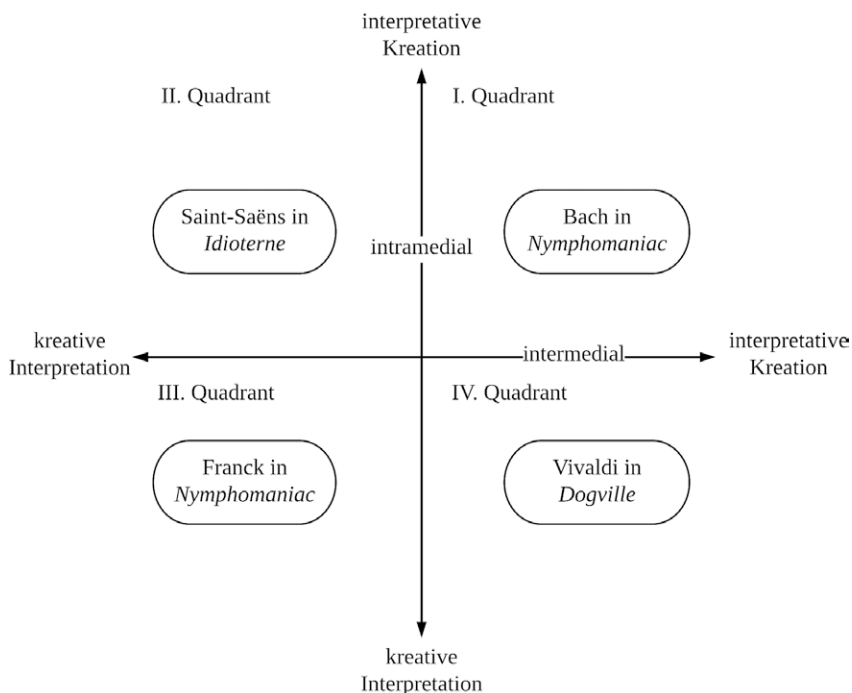 interpretative
Kreation
II. Quadrant
I. Quadrant
Saint-Saëns in
Idioterne
Bach in
Nymphomaniac
intramedial
kreative
Interpretation
intermedial
interpretative
Kreation
III. Quadrant
IV. Quadrant
Franck in
Nymphomaniac
Vivaldi in
Dogville
kreative
Interpretation